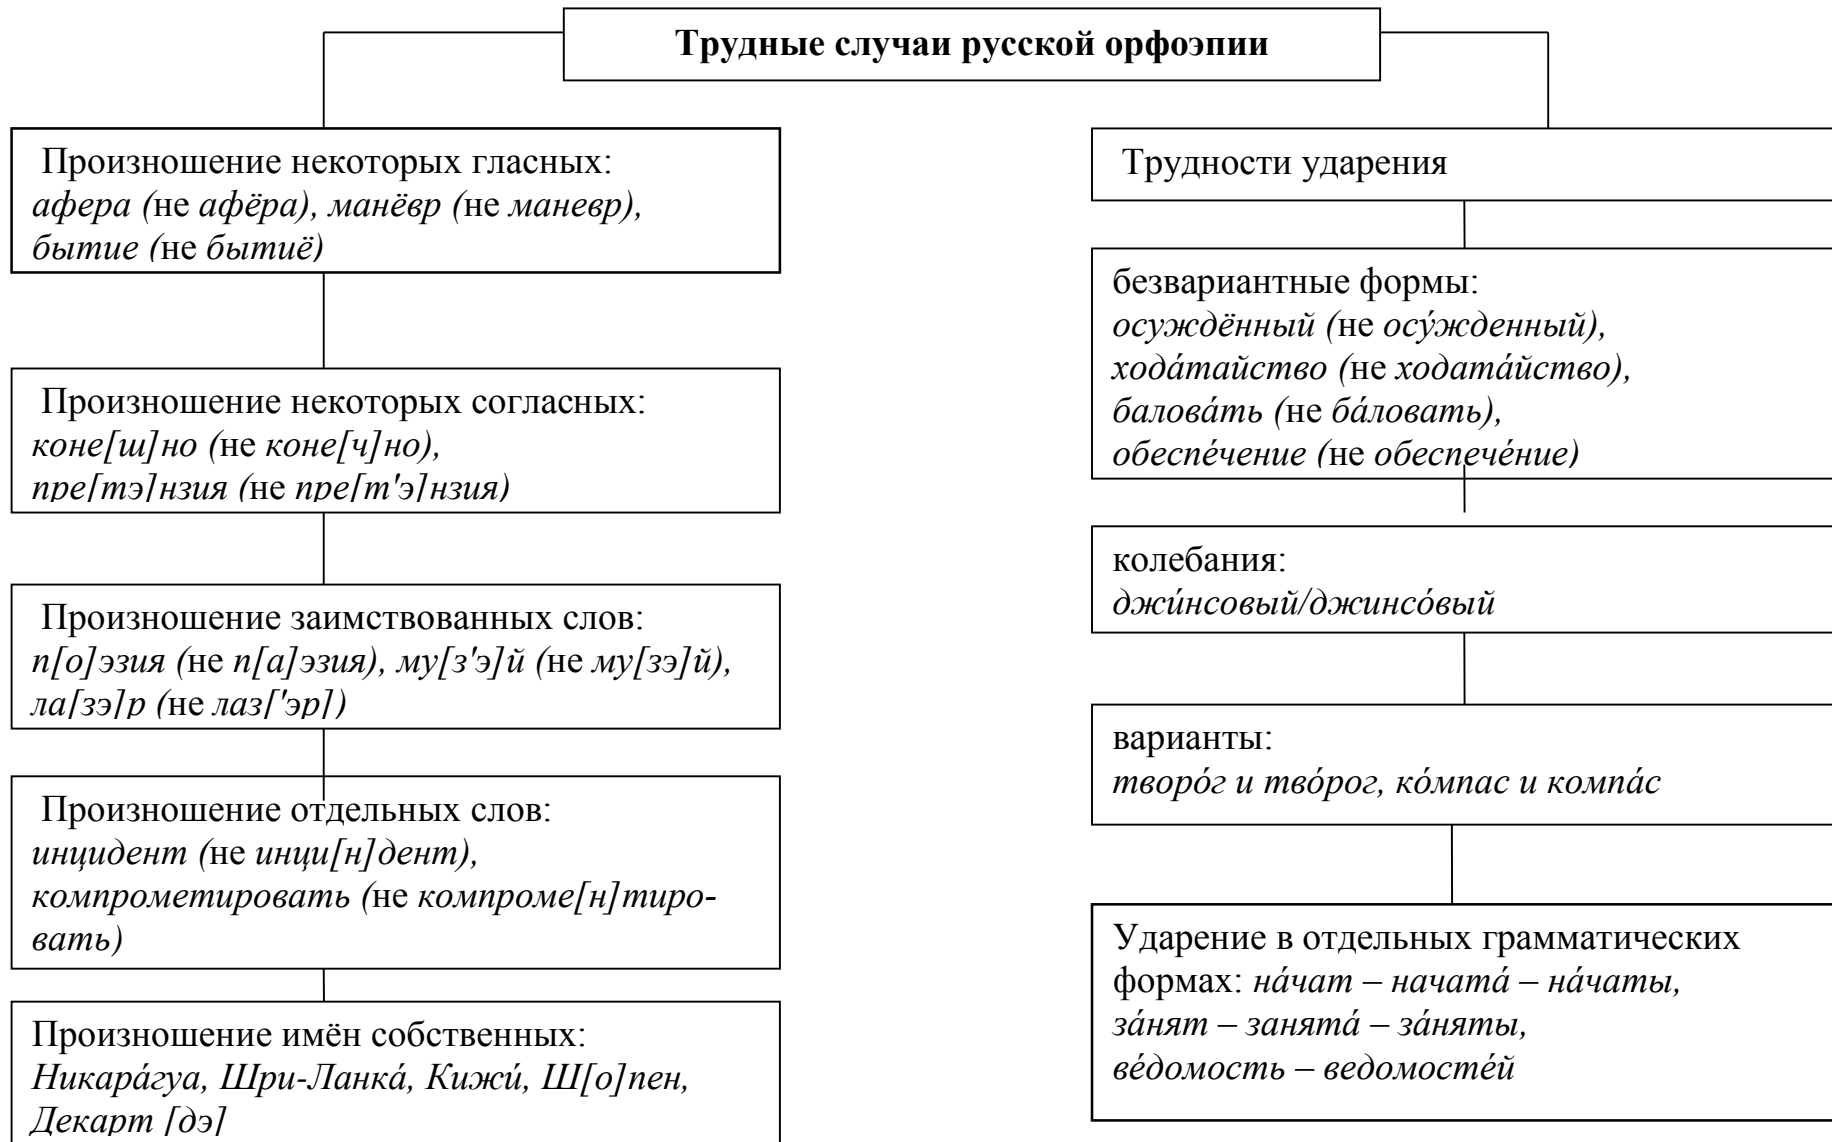 Трудные случаи русской орфоэпии
Произношение некоторых гласных:
афера (не афёра), манёвр (не маневр),
бытие (не бытиё)
Произношение некоторых согласных:
коне[ш]но (не коне[ч]но),
пре[тэ]нзия (не пре[т'э]нзия)
Произношение заимствованных слов:
п[о]эзия (не п[а]эзия), му[з'э]й (не му[зэ]й),
ла[зэ]р (не лаз['эр])
Произношение отдельных слов:
инцидент (не инци[н]дент),
компрометировать (не компроме[н]тиро-
вать)
Произношение имён собственных:
Никара́гуа, Шри-Ланка́, Кижи́, Ш[о]пен,
Декарт [дэ]
Трудности ударения
безвариантные формы:
осуждённый (не осу́жденный),
хода́тайство (не ходата́йство),
балова́ть (не ба́ловать),
обеспе́чение (не обеспече́ние)
колебания:
джи́нсовый/джинсо́вый
варианты:
творо́г и тво́рог, ко́мпас и компа́с
Ударение в отдельных грамматических
формах: на́чат – начата́ – на́чаты,
за́нят – занята́ – за́няты,
ве́домость – ведомосте́й